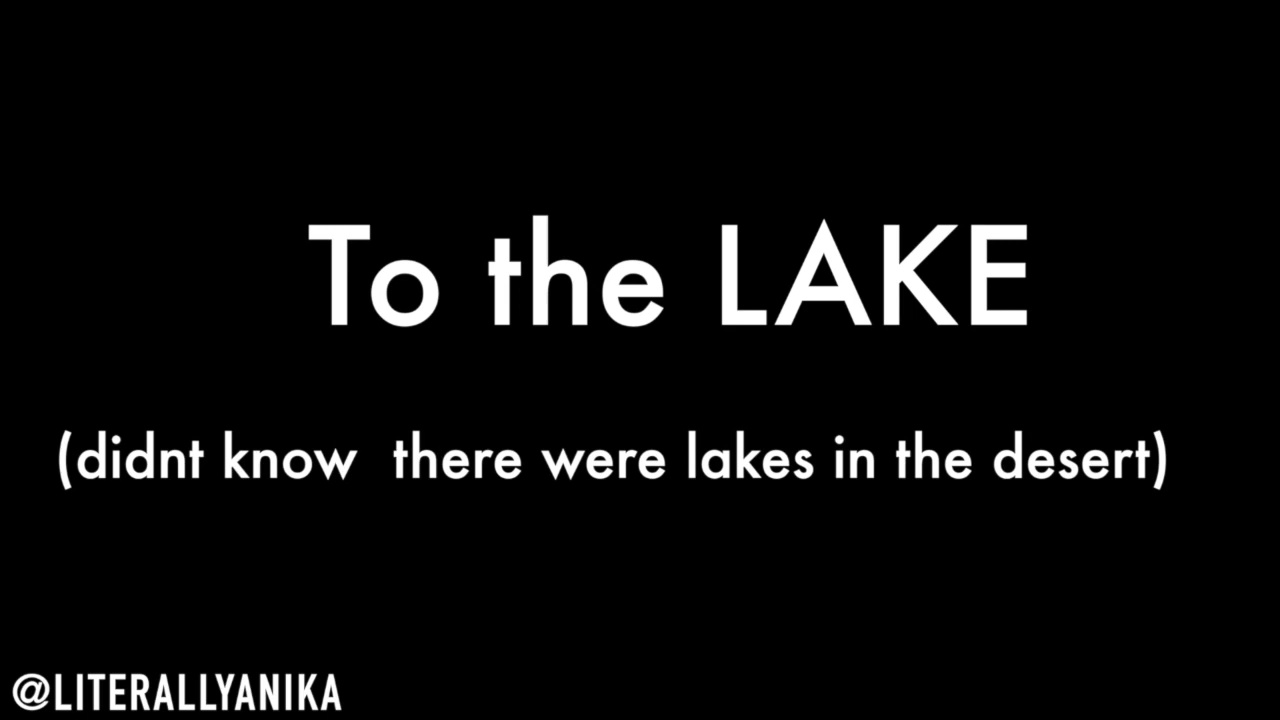 To the LAKE
(didnt know  there were lakes in the desert)
@LITERALLYANIKA